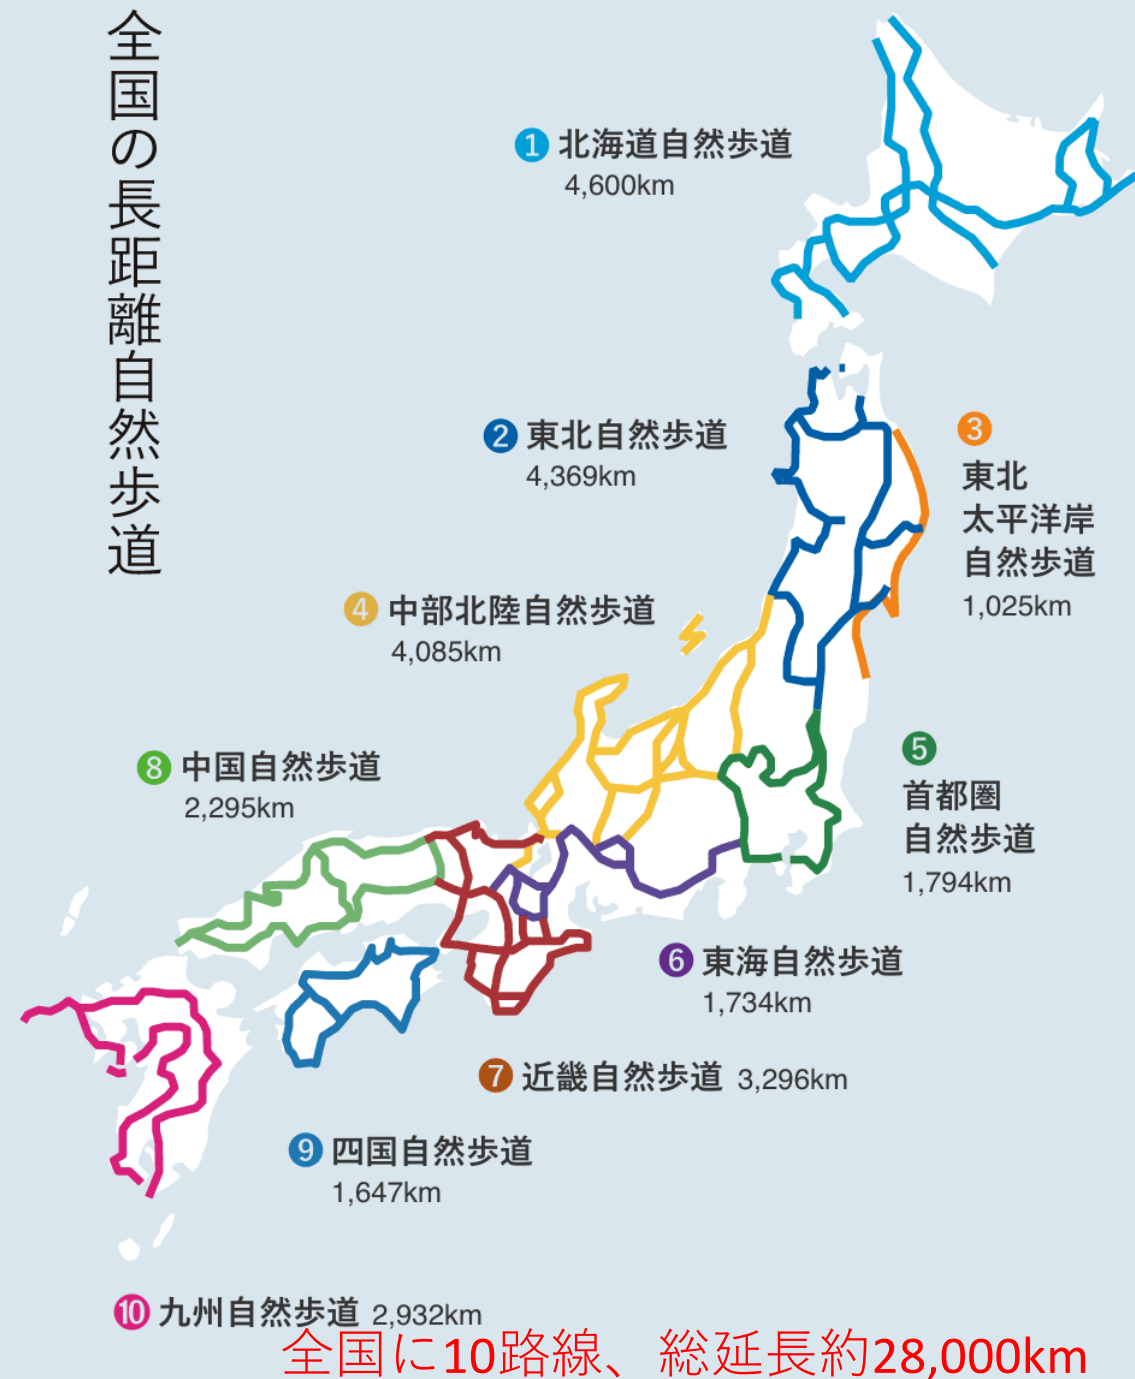 全国の長距離自然歩道
1 北海道自然歩道
4,600km
2 東北自然歩道
4,369km
3
東北
太平洋岸
自然歩道
1,025km
4 中部北陸自然歩道
4,085km
5
首都圏
自然歩道
1,794km
8 中国自然歩道
2,295km
6 東海自然歩道
1,734km
7 近畿自然歩道 3,296km
9 四国自然歩道
1,647km
10 九州自然歩道 2,932km
全国に10路線、総延長約28,000km